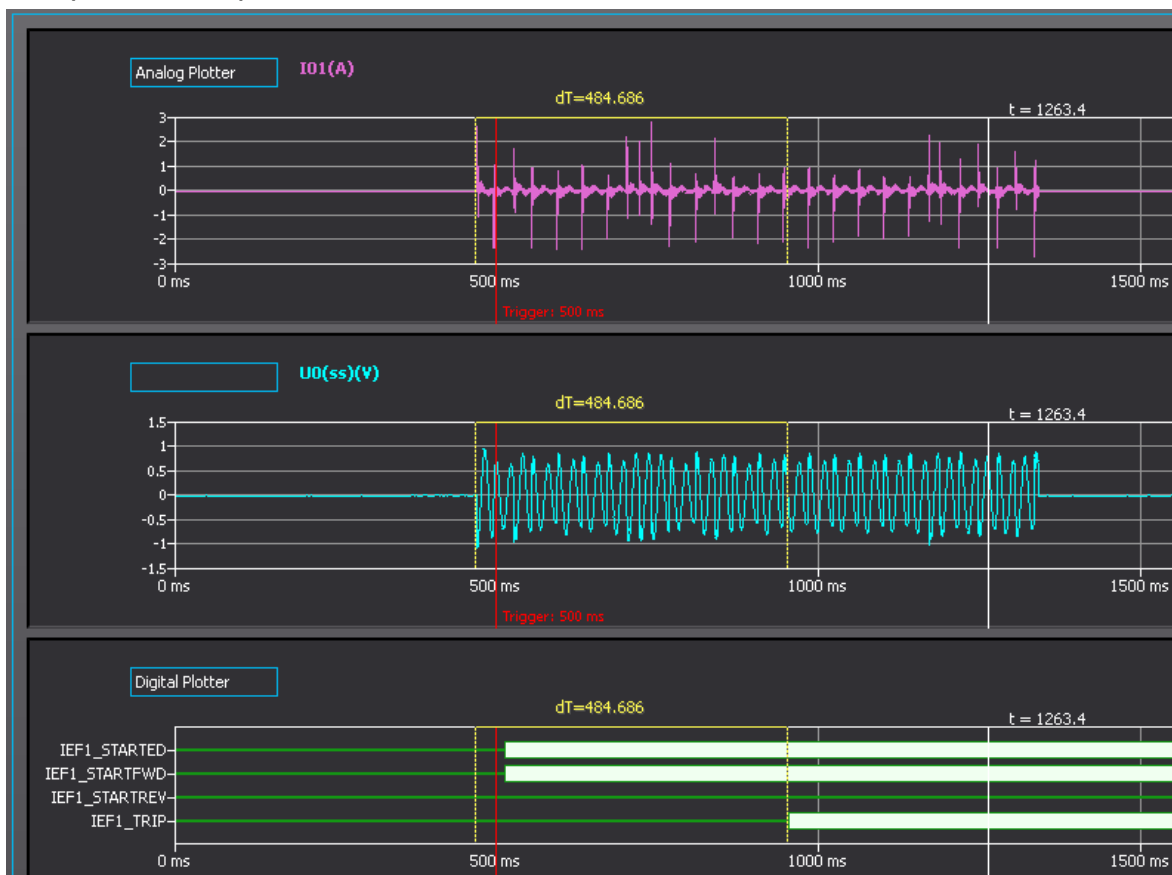 Analog Plotter I01(A)
dT=484.686
t = 1263.4
3
2
1
0
-1
-2
-3
0 ms 500 ms 1000 ms 1500 ms
Trigger: 500 ms
U0(ss)(V)
dT=484.686
t = 1263.4
1.5
1
0.5
0
-0.5
-1
-1.5
0 ms 500 ms 1000 ms 1500 ms
Trigger: 500 ms
Digital Plotter
dT=484.686
t = 1263.4
IEF1_STARTED
IEF1_STARTFWD
IEF1_STARTREV
IEF1_TRIP
0 ms 500 ms 1000 ms 1500 ms